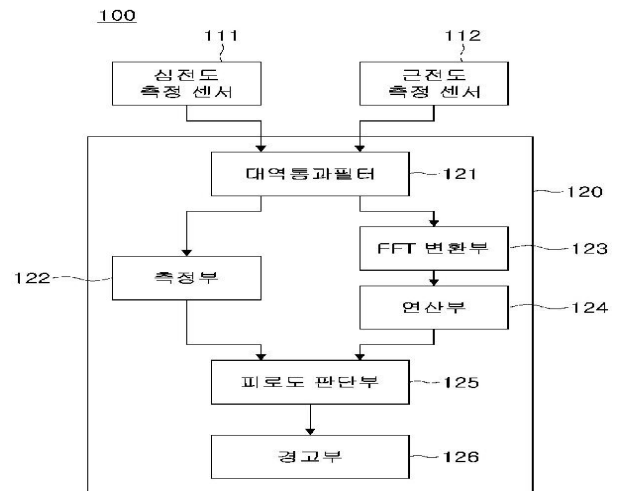 100
111
112
심전도
측정 센서
근전도
측정 센서
대역통과필터
121
120
FFT 변환부
123
122
측정부
연산부
124
피로도 판단부
125
경고부
126